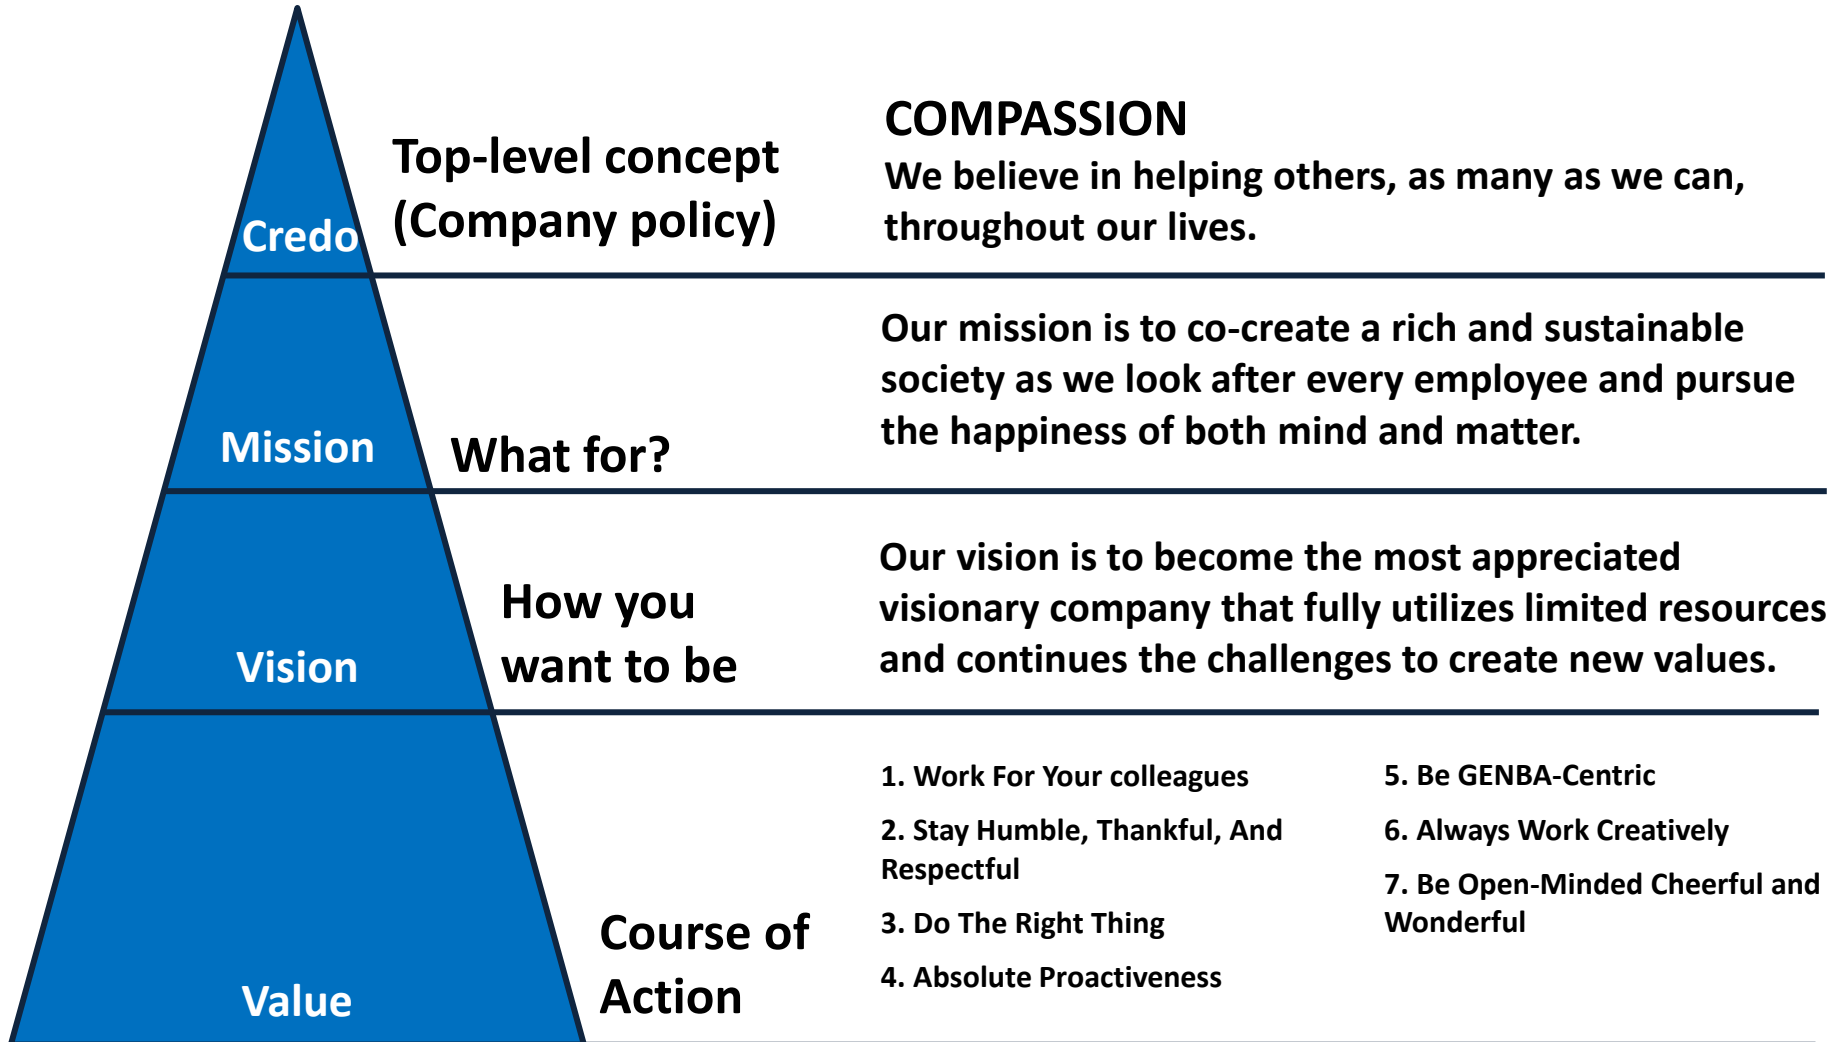 Credo
Top-level concept
(Company policy)
COMPASSION
We believe in helping others, as many as we can,
throughout our lives.
Mission
What for?
Our mission is to co-create a rich and sustainable
society as we look after every employee and pursue
the happiness of both mind and matter.
Vision
How you
want to be
Our vision is to become the most appreciated
visionary company that fully utilizes limited resources
and continues the challenges to create new values.
Value
Course of
Action
1. Work For Your colleagues
2. Stay Humble, Thankful, And
Respectful
3. Do The Right Thing
4. Absolute Proactiveness
5. Be GENBA-Centric
6. Always Work Creatively
7. Be Open-Minded Cheerful and
Wonderful